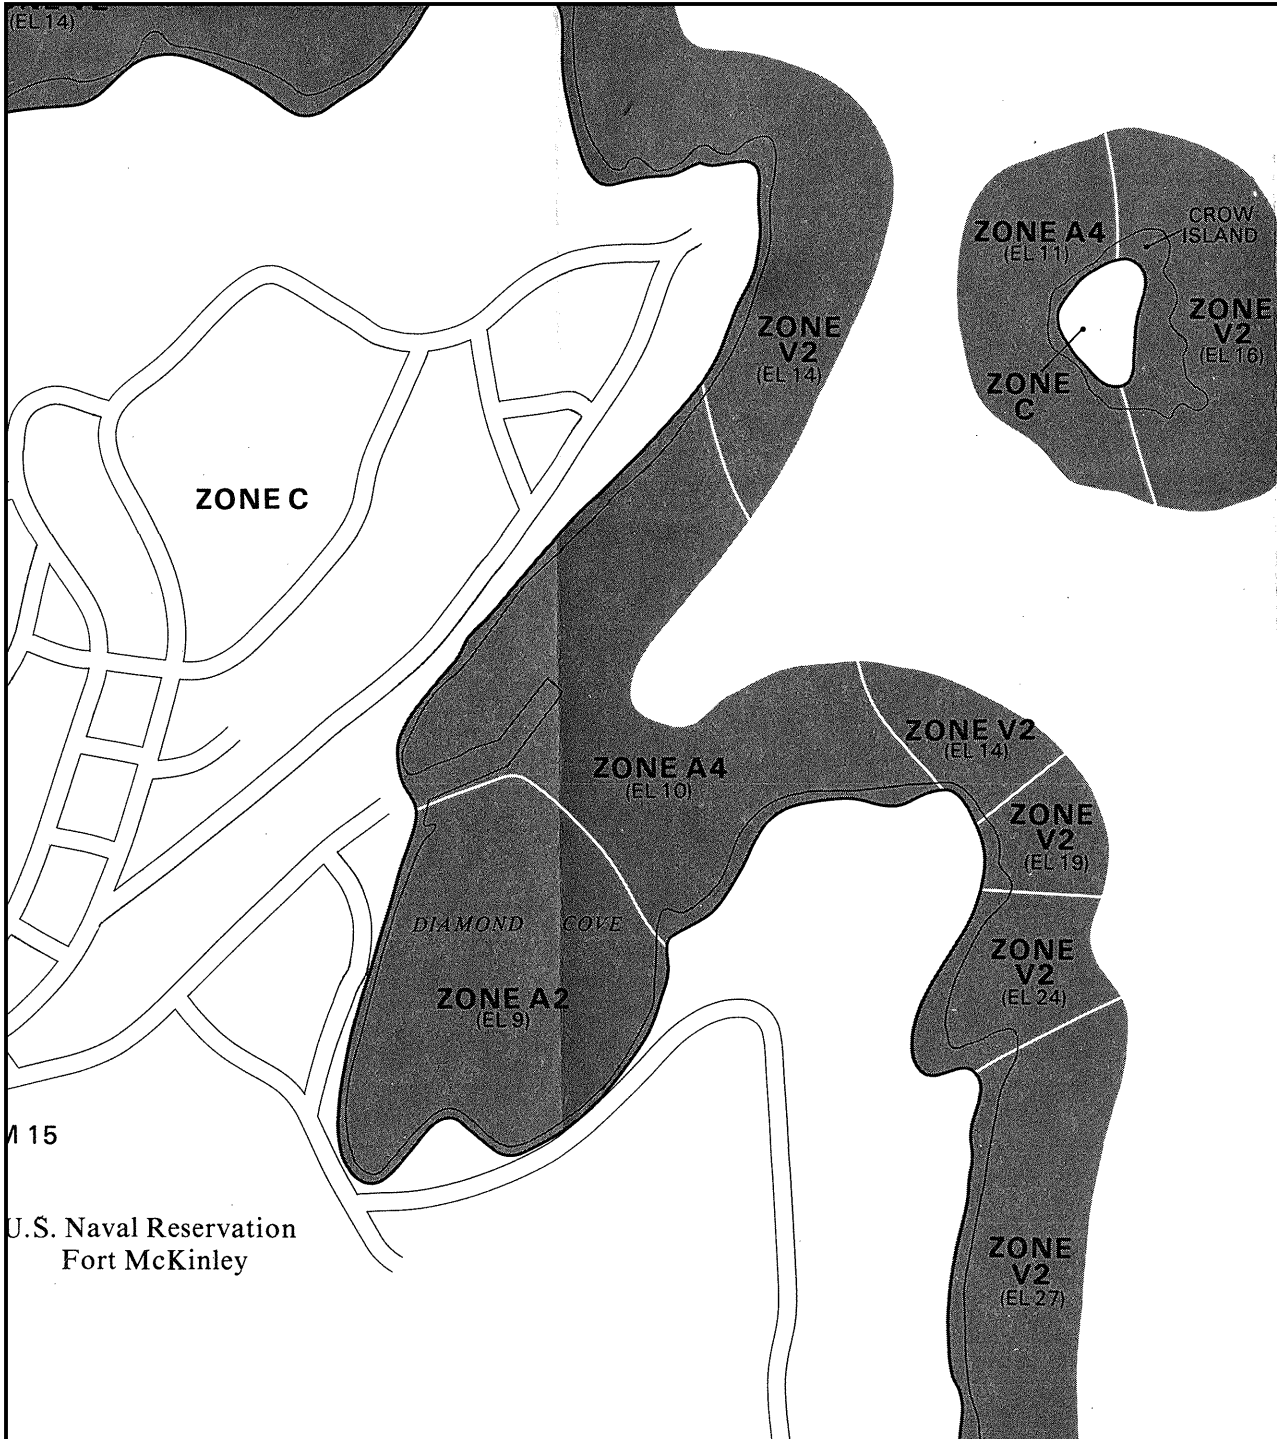 (EL 14)
CROW
ISLAND
ZONE A4
(EL 11)
ZONE
V2
(EL 16)
ZONE
V2
(EL 14)
ZONE
C
ZONE C
ZONE V2
(EL 14)
ZONE A4
(EL 10)
ZONE
V2
(EL 19)
DIAMOND COVE
ZONE
V2
(EL 24)
ZONE A2
(EL 9)
M 15
U.S. Naval Reservation
Fort McKinley
ZONE
V2
(EL 27)